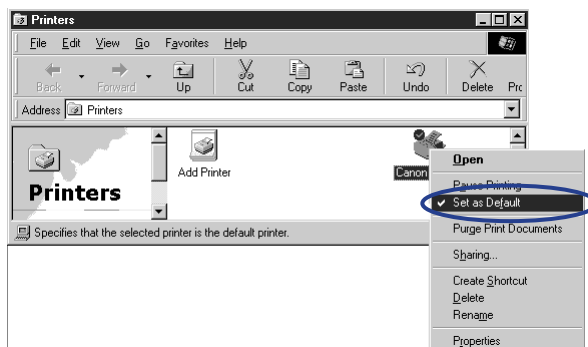 Printers
File Edit View Go Favorites Help
Back Forward Up Cut Copy Paste Undo Delete Prc
Address Printers
Printers
Add Printer
Canon
Open
Pause Printing
Set as Default
Purge Print Documents
Sharing...
Create Shortcut
Delete
Rename
Properties
Specifies that the selected printer is the default printer.